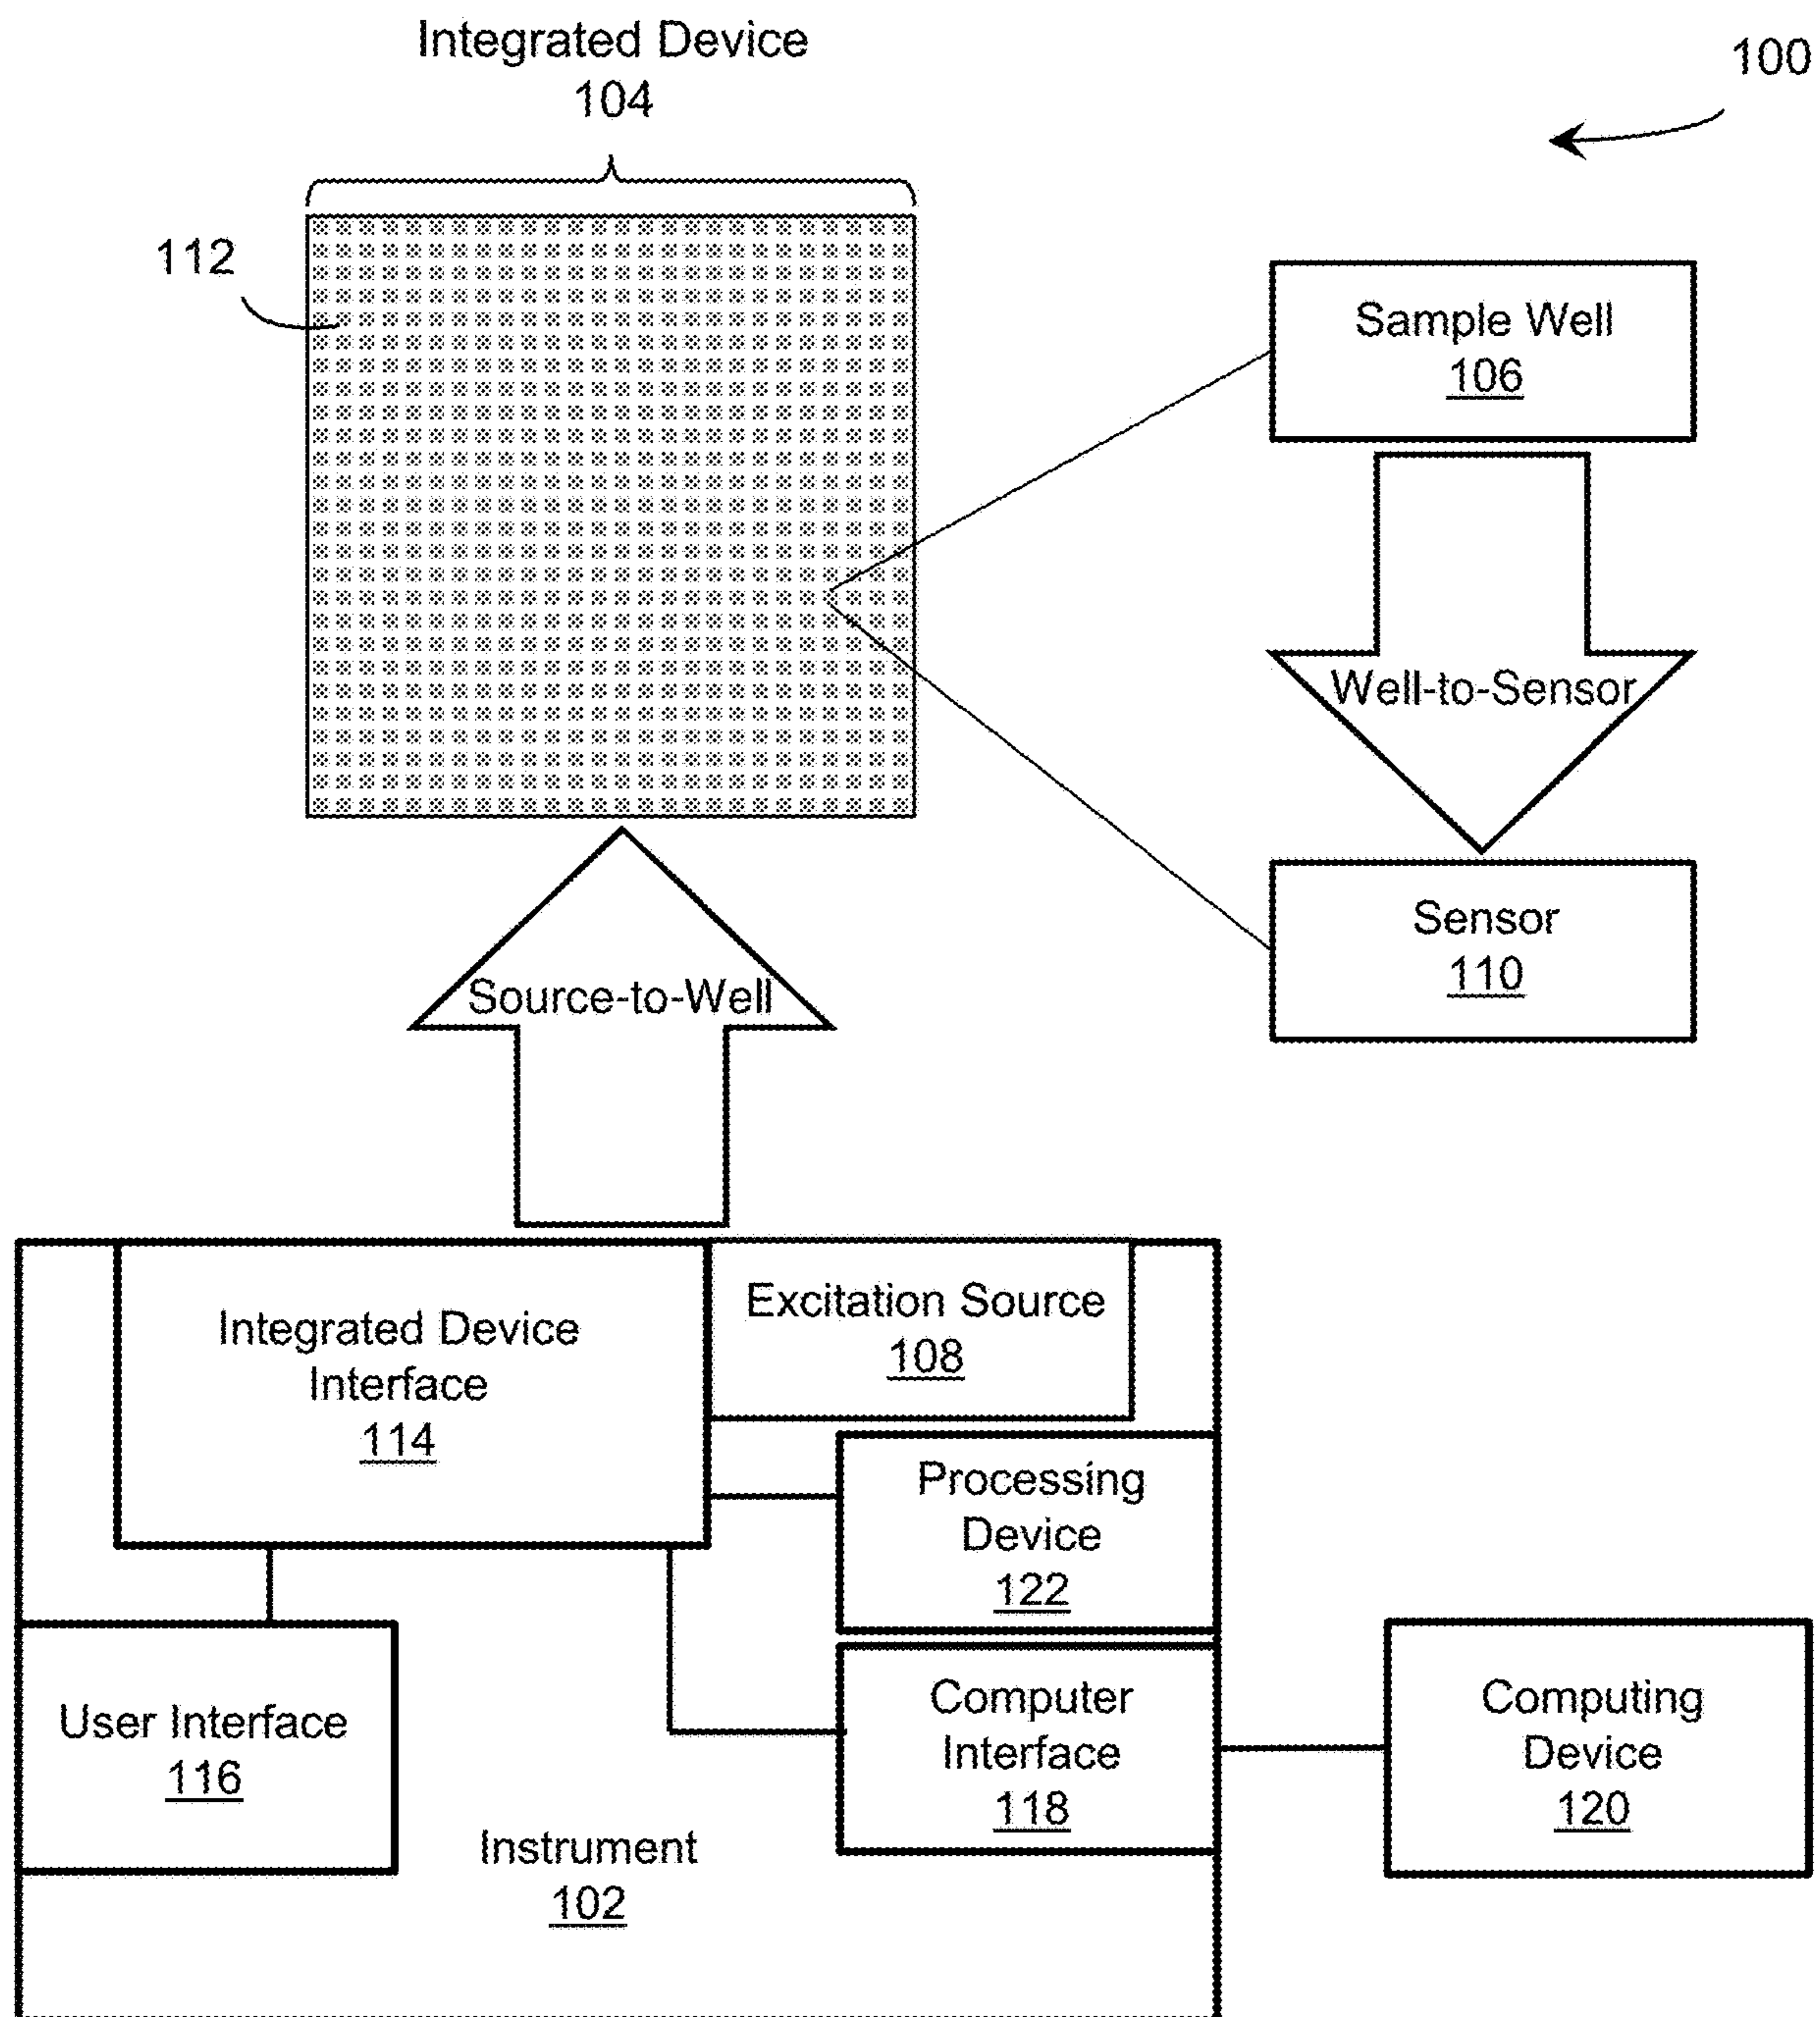 Integrated Device
104
100
112
Sample Well
106
Well-to-Sensor
Sensor
110
Source-to-Well
Integrated Device
Interface
114
Excitation Source
108
Processing
Device
122
User Interface
116
Computer
Interface
118
Computing
Device
120
Instrument
102